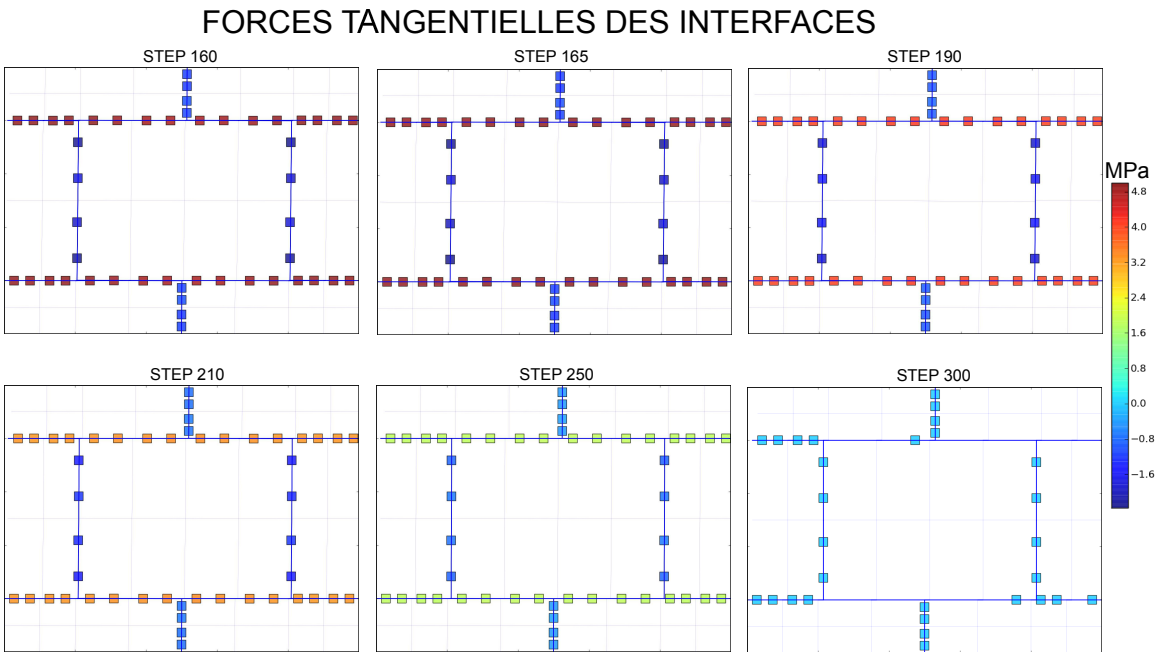 FORCES TANGENTIELLES DES INTERFACES
STEP 160
STEP 165
STEP 190
MPa
4.8
4.0
3.2
2.4
1.6
0.8
0.0
−0.8
−1.6
STEP 210
STEP 250
STEP 300